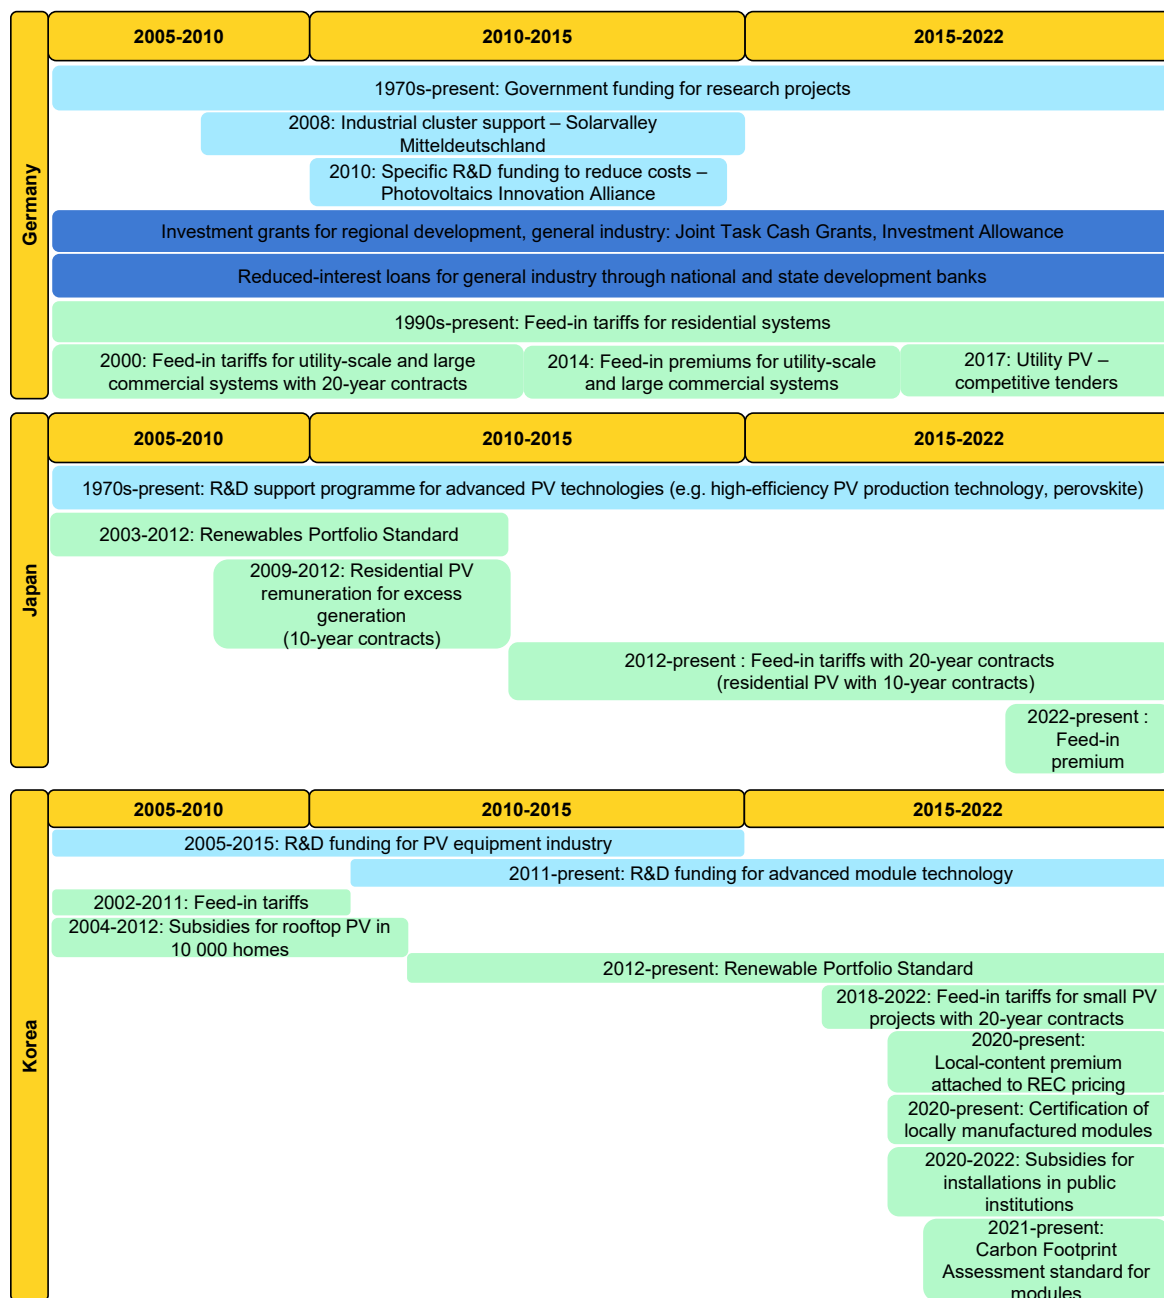 Germany
2005-2010
2010-2015
2015-2022
1970s-present: Government funding for research projects
2008: Industrial cluster support – Solarvalley
Mitteldeutschland
2010: Specific R&D funding to reduce costs –
Photovoltaics Innovation Alliance
Investment grants for regional development, general industry: Joint Task Cash Grants, Investment Allowance
Reduced-interest loans for general industry through national and state development banks
1990s-present: Feed-in tariffs for residential systems
2000: Feed-in tariffs for utility-scale and large
commercial systems with 20-year contracts
2014: Feed-in premiums for utility-scale
and large commercial systems
2017: Utility PV –
competitive tenders
Japan
2005-2010
2010-2015
2015-2022
1970s-present: R&D support programme for advanced PV technologies (e.g. high-efficiency PV production technology, perovskite)
2003-2012: Renewables Portfolio Standard
2009-2012: Residential PV
remuneration for excess
generation
(10-year contracts)
2012-present : Feed-in tariffs with 20-year contracts
(residential PV with 10-year contracts)
2022-present :
Feed-in
premium
Korea
2005-2010
2010-2015
2015-2022
2005-2015: R&D funding for PV equipment industry
2011-present: R&D funding for advanced module technology
2002-2011: Feed-in tariffs
2004-2012: Subsidies for rooftop PV in
10 000 homes
2012-present: Renewable Portfolio Standard
2018-2022: Feed-in tariffs for small PV
projects with 20-year contracts
2020-present:
Local-content premium
attached to REC pricing
2020-present: Certification of
locally manufactured modules
2020-2022: Subsidies for
installations in public
institutions
2021-present:
Carbon Footprint
Assessment standard for
modules